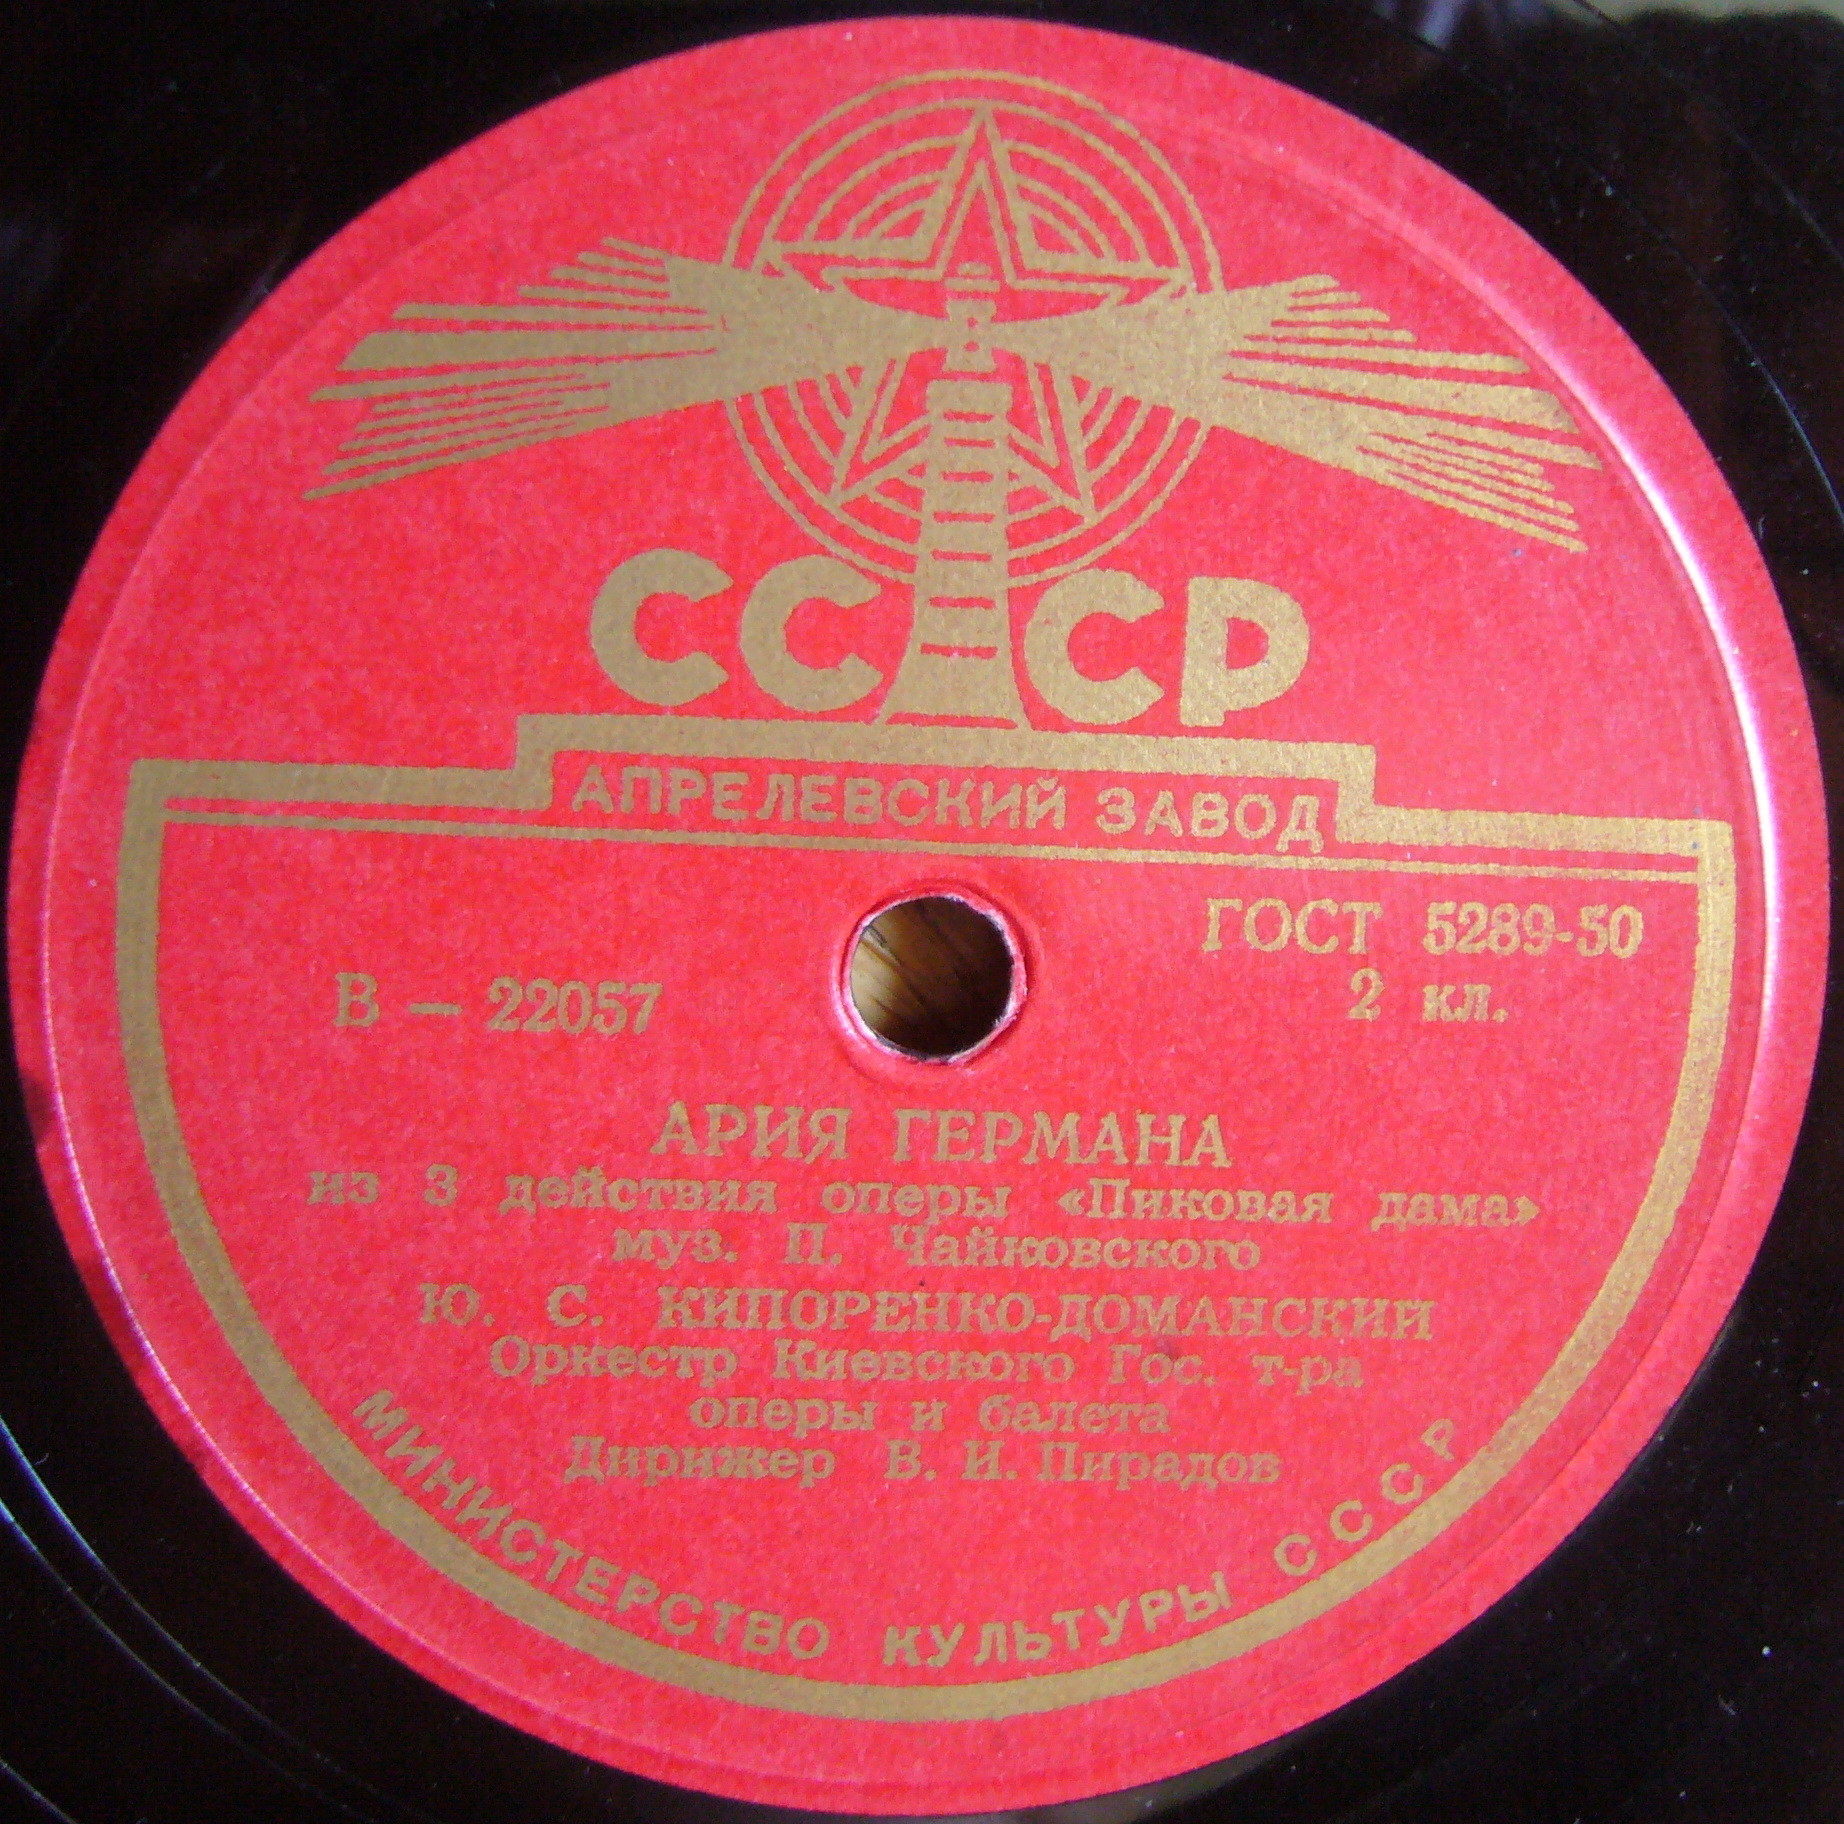 СССР
АПРЕЛЕВСКИЙ ЗАВОД
ГОСТ 5289-50
В — 22057
2 кл.
АРИЯ ГЕРМАНА
из 3 действия оперы «Пиковая дама»
муз. П. Чайковского
Ю. С. КИПОРЕНКО-ДОМАНСКИЙ
Оркестр Киевского Гос. т-ра
оперы и балета
Дирижер В. И. Пирадов
МИНИСТЕРСТВО КУЛЬТУРЫ СССР